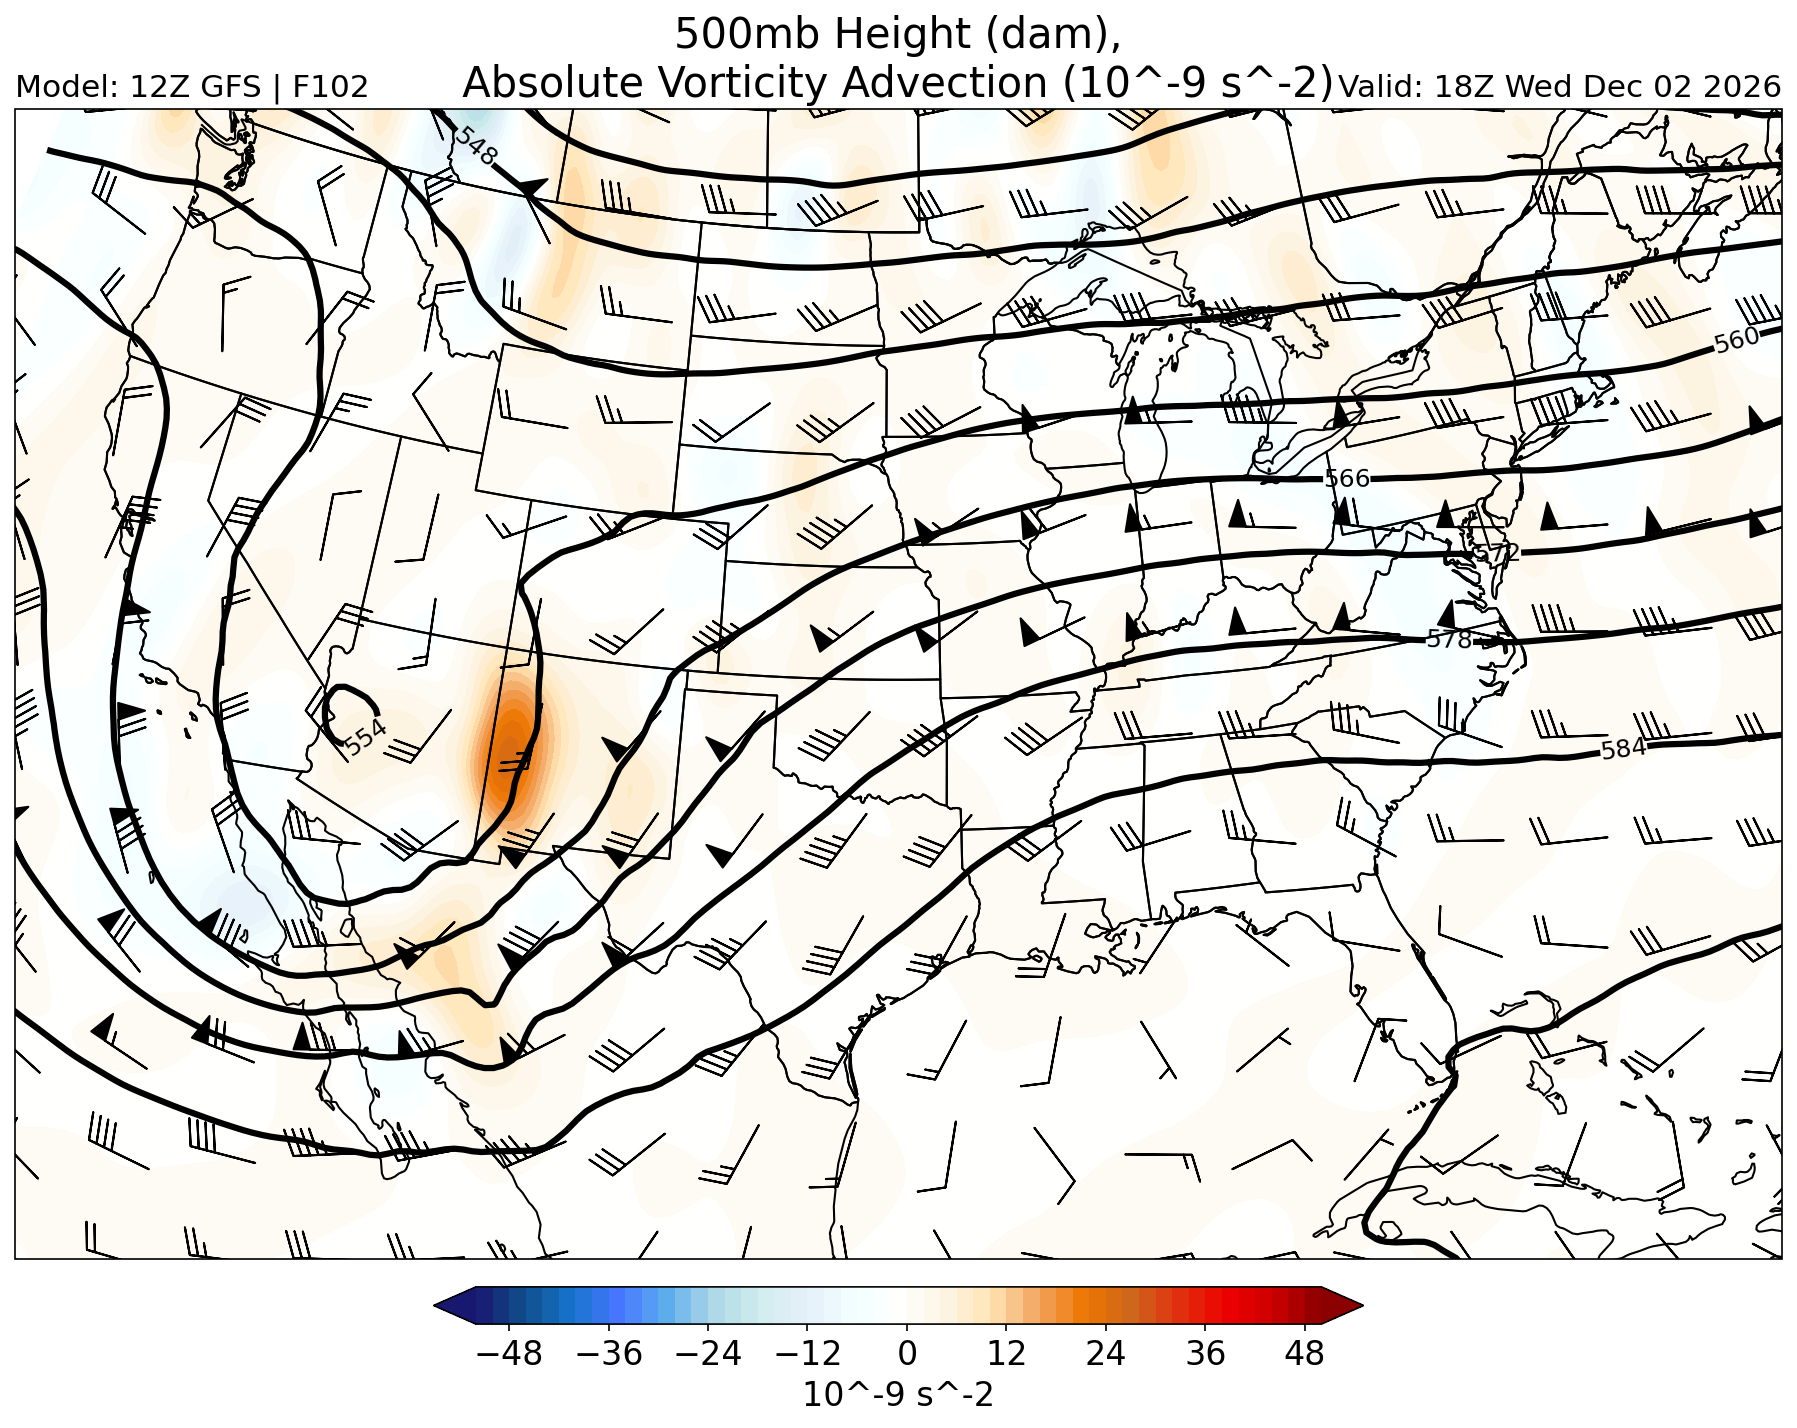 500mb Height (dam),
Model: 12Z GFS | F102
Absolute Vorticity Advection (10^-9 s^-2)
Valid: 18Z Wed Dec 02 2026
548
560
566
572
578
554
584
−48 −36 −24 −12 0 12 24 36 48
10^-9 s^-2